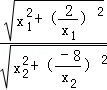 √(x₁² + (2/x₁)²)
√(x₂² + (-8/x₂)²)